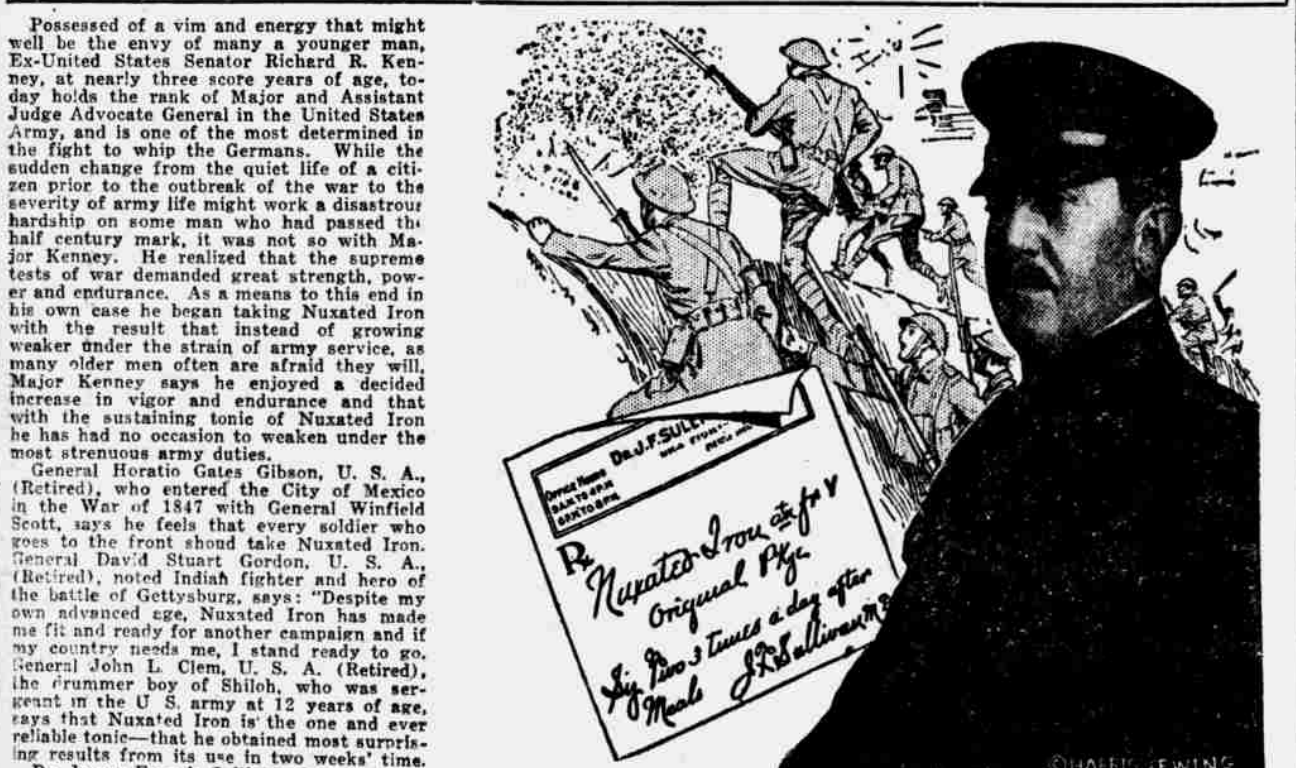 Possessed of a vim and energy that might
well be the envy of many a younger man,
Ex-United States Senator Richard R. Ken-
ney, at nearly three score years of age, to-
day holds the rank of Major and Assistant
Judge Advocate General in the United States
Army, and is one of the most determined in
the fight to whip the Germans. While the
sudden change from the quiet life of a citi-
zen prior to the outbreak of the war to the
severity of army life might work a disastrous
hardship on some man who had passed the
half century mark, it was not so with Ma-
jor Kenney. He realized that the supreme
tests of war demanded great strength, pow-
er and endurance. As a means to this end in
his own case he began taking Nuxated Iron
with the result that instead of growing
weaker under the strain of army service, as
many older men often are afraid they will,
Major Kenney says he enjoyed a decided
increase in vigor and endurance and that
with the sustaining tonic of Nuxated Iron
he has had no occasion to weaken under the
most strenuous army duties.
General Horatio Gates Gibson, U. S. A.,
(Retired), who entered the City of Mexico
in the War of 1847 with General Winfield
Scott, says he feels that every soldier who
goes to the front shoud take Nuxated Iron.
General David Stuart Gordon, U. S. A.,
(Retired), noted Indian fighter and hero of
the battle of Gettysburg, says: "Despite my
own advanced age, Nuxated Iron has made
me fit and ready for another campaign and if
my country needs me, I stand ready to go.
General John L. Clem, U. S. A. (Retired),
the drummer boy of Shiloh, who was ser-
geant in the U S. army at 12 years of age,
says that Nuxated Iron is the one and ever
reliable tonic—that he obtained most surpris-
ing results from its use in two weeks' time.
Dr. J.F. SULL
OFFICE HOURS
9 A.M. TO 4 P.M.
6 P.M. TO 8 P.M.
Rx
Nuxated Iron
Original Pkge
Sig. Two 3 times a day after
Meals J.F. Sullivan M.D.
© HARRIS & EWING